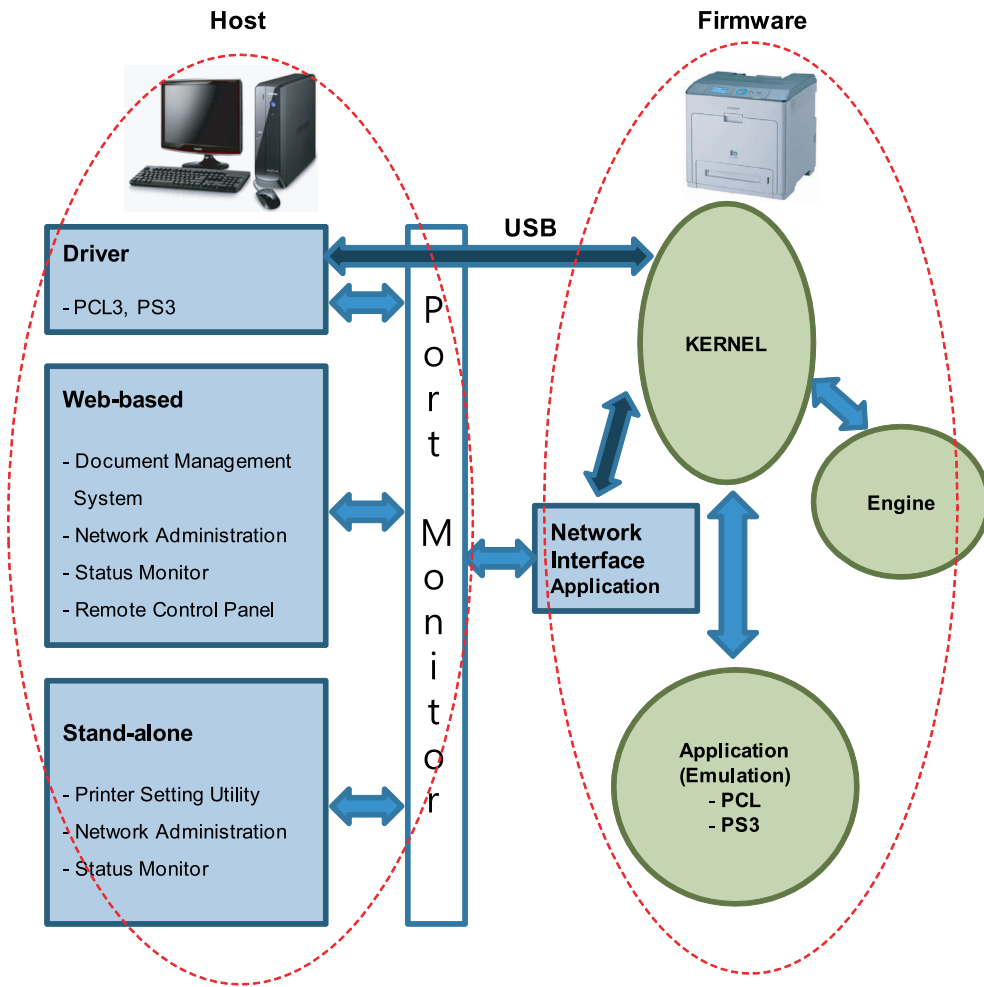 Host
Firmware
USB
Driver
- PCL3, PS3
Web-based
- Document Management
System
- Network Administration
- Status Monitor
- Remote Control Panel
Stand-alone
- Printer Setting Utility
- Network Administration
- Status Monitor
Port Monitor
Network
Interface
Application
KERNEL
Engine
Application
(Emulation)
- PCL
- PS3